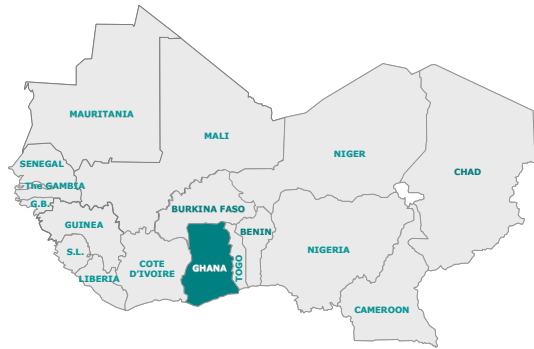 MAURITANIA
MALI
NIGER
CHAD
SENEGAL
The GAMBIA
G.B.
GUINEA
S.L.
LIBERIA
COTE
D'IVOIRE
BURKINA FASO
GHANA
TOGO
BENIN
NIGERIA
CAMEROON